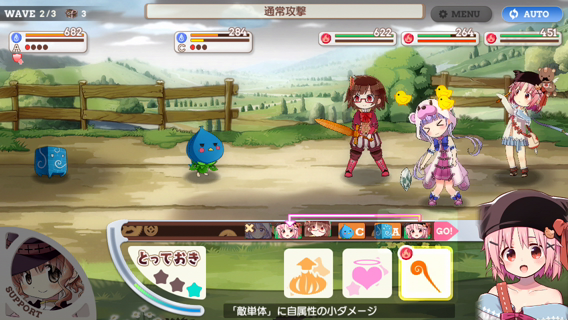 WAVE 2/3 3
通常攻撃
MENU
AUTO
682
A
284
C
622
264
451
C
A
GO!
とっておき
SUPPORT
「敵単体」に自属性の小ダメージ